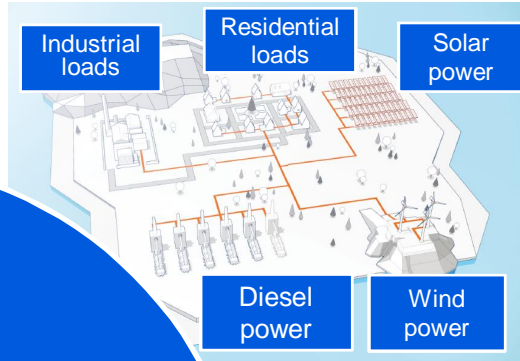 Industrial
loads
Residential
loads
Solar
power
Diesel
power
Wind
power